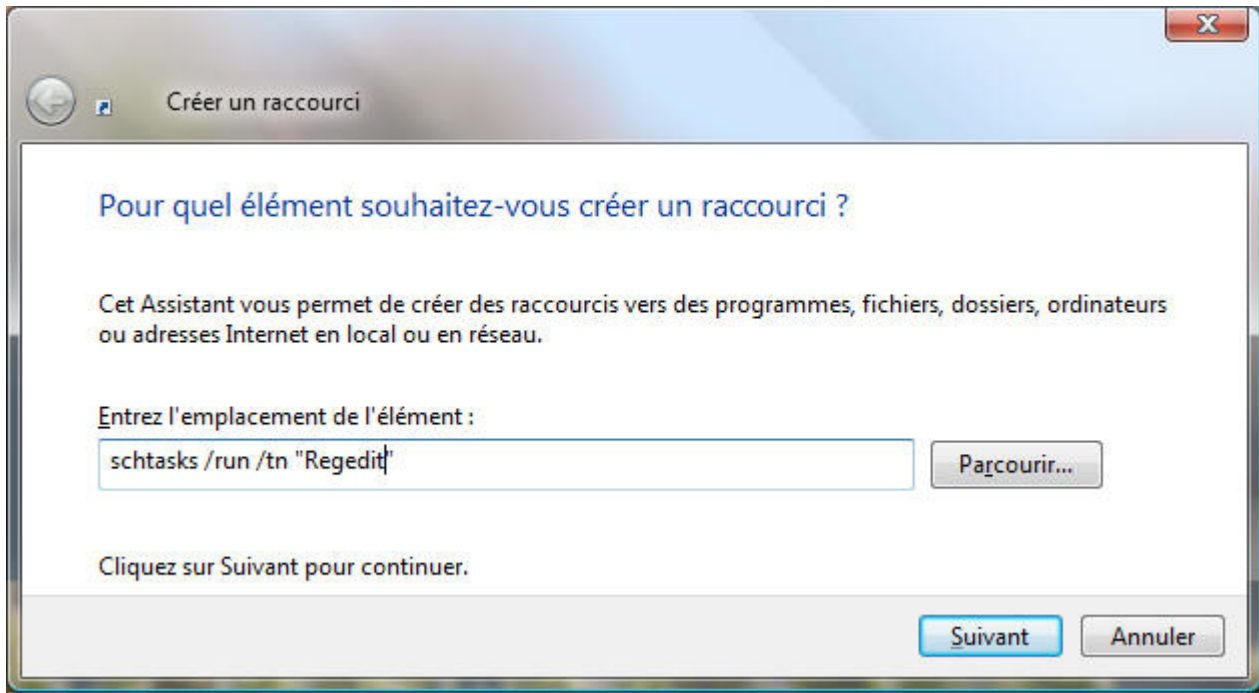 Créer un raccourci
Pour quel élément souhaitez-vous créer un raccourci ?
Cet Assistant vous permet de créer des raccourcis vers des programmes, fichiers, dossiers, ordinateurs
ou adresses Internet en local ou en réseau.
Entrez l'emplacement de l'élément :
schtasks /run /tn "Regedit"
Parcourir...
Cliquez sur Suivant pour continuer.
Suivant
Annuler